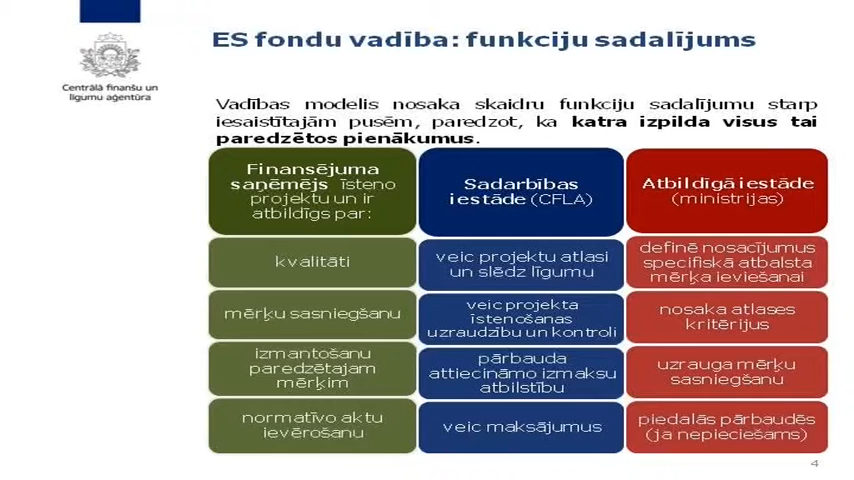 ES fondu vadība: funkciju sadalījums
Centrālā finanšu un
līgumu aģentūra
Vadības modelis nosaka skaidru funkciju sadalījumu starp
iesaistītajām pusēm, paredzot, ka katra izpilda visus tai
paredzētos pienākumus.
Finansējuma
saņēmējs īsteno
projektu un ir
atbildīgs par:
kvalitāti
mērķu sasniegšanu
izmantošanu
paredzētajam
mērķim
normatīvo aktu
ievērošanu
Sadarbības
iestāde (CFLA)
veic projektu atlasi
un slēdz līgumu
veic projekta
īstenošanas
uzraudzību un kontroli
pārbauda
attiecināmo izmaksu
atbilstību
veic maksājumus
Atbildīgā iestāde
(ministrijas)
definē nosacījumus
specifiskā atbalsta
mērķa ieviešanai
nosaka atlases
kritērijus
uzrauga mērķu
sasniegšanu
piedalās pārbaudēs
(ja nepieciešams)
4